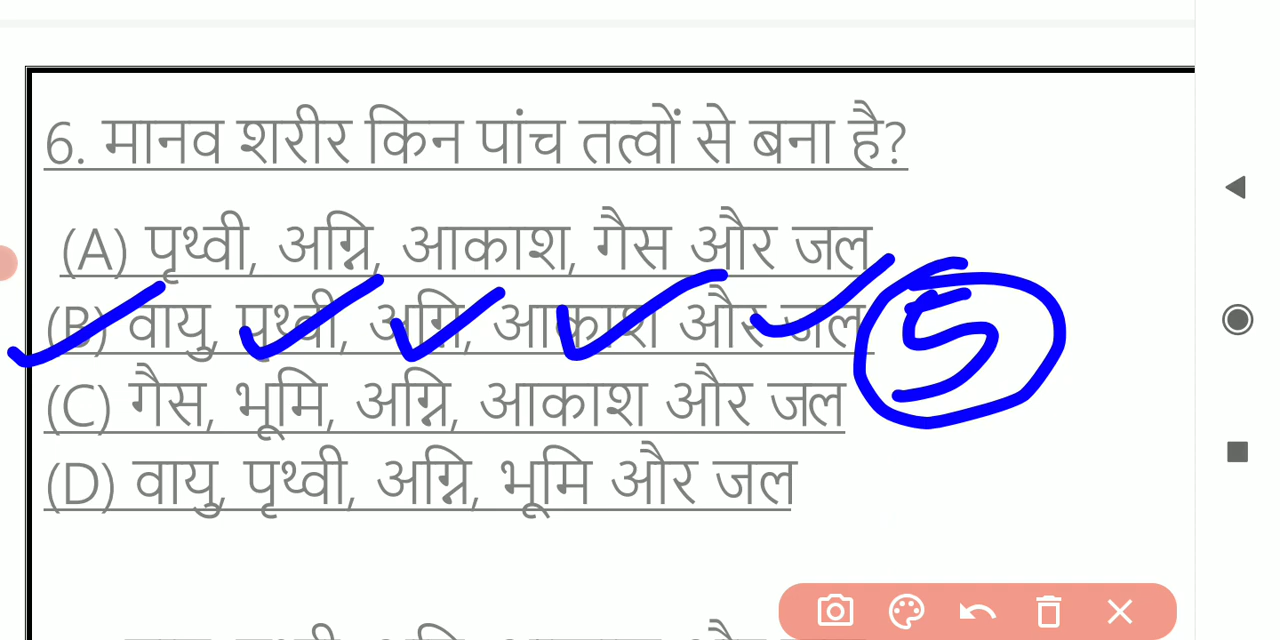 6. मानव शरीर किन पांच तत्वों से बना है?
(A) पृथ्वी, अग्नि, आकाश, गैस और जल
(B) वायु, पृथ्वी, अग्नि, आकाश और जल
5
(C) गैस, भूमि, अग्नि, आकाश और जल
(D) वायु, पृथ्वी, अग्नि, भूमि और जल